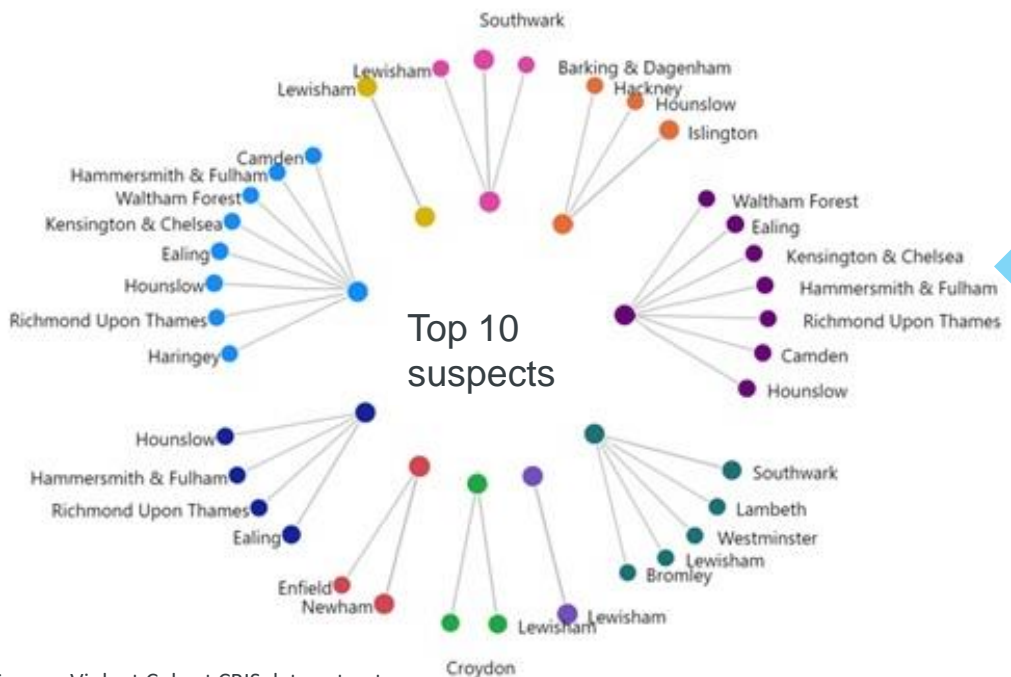 Southwark
Lewisham
Lewisham
Barking & Dagenham
Hackney
Hounslow
Islington
Camden
Hammersmith & Fulham
Waltham Forest
Kensington & Chelsea
Ealing
Hounslow
Richmond Upon Thames
Haringey
Waltham Forest
Ealing
Kensington & Chelsea
Hammersmith & Fulham
Richmond Upon Thames
Camden
Hounslow
Top 10
suspects
Hounslow
Hammersmith & Fulham
Richmond Upon Thames
Ealing
Enfield
Newham
Southwark
Lambeth
Westminster
Lewisham
Bromley
Lewisham
Lewisham
Croydon